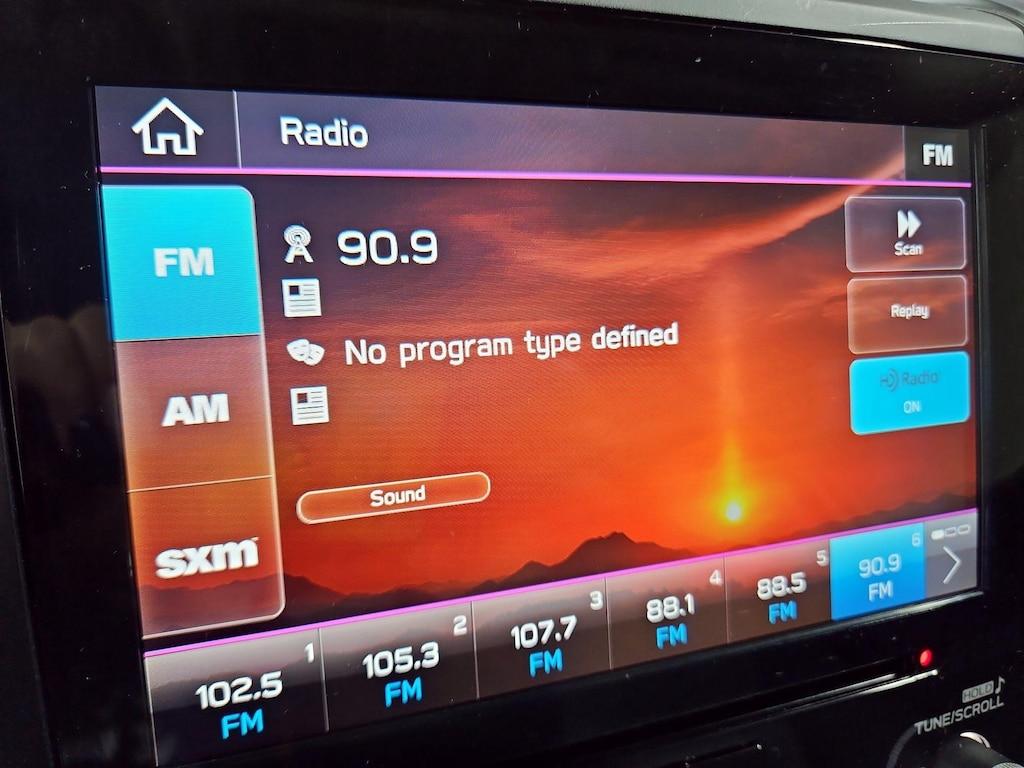 Radio
FM
FM
90.9
Scan
Replay
No program type defined
HD Radio
ON
AM
Sound
sxm
1
102.5
FM
2
105.3
FM
3
107.7
FM
4
88.1
FM
5
88.5
FM
6
90.9
FM
HOLD
TUNE/SCROLL